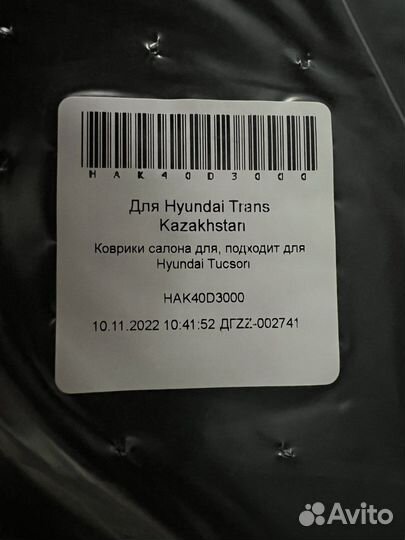 HAK40D3000
Для Hyundai Trans
Kazakhstan
Коврики салона для, подходит для
Hyundai Tucson
HAK40D3000
10.11.2022 10:41:52 ДГZZ-002741
Avito